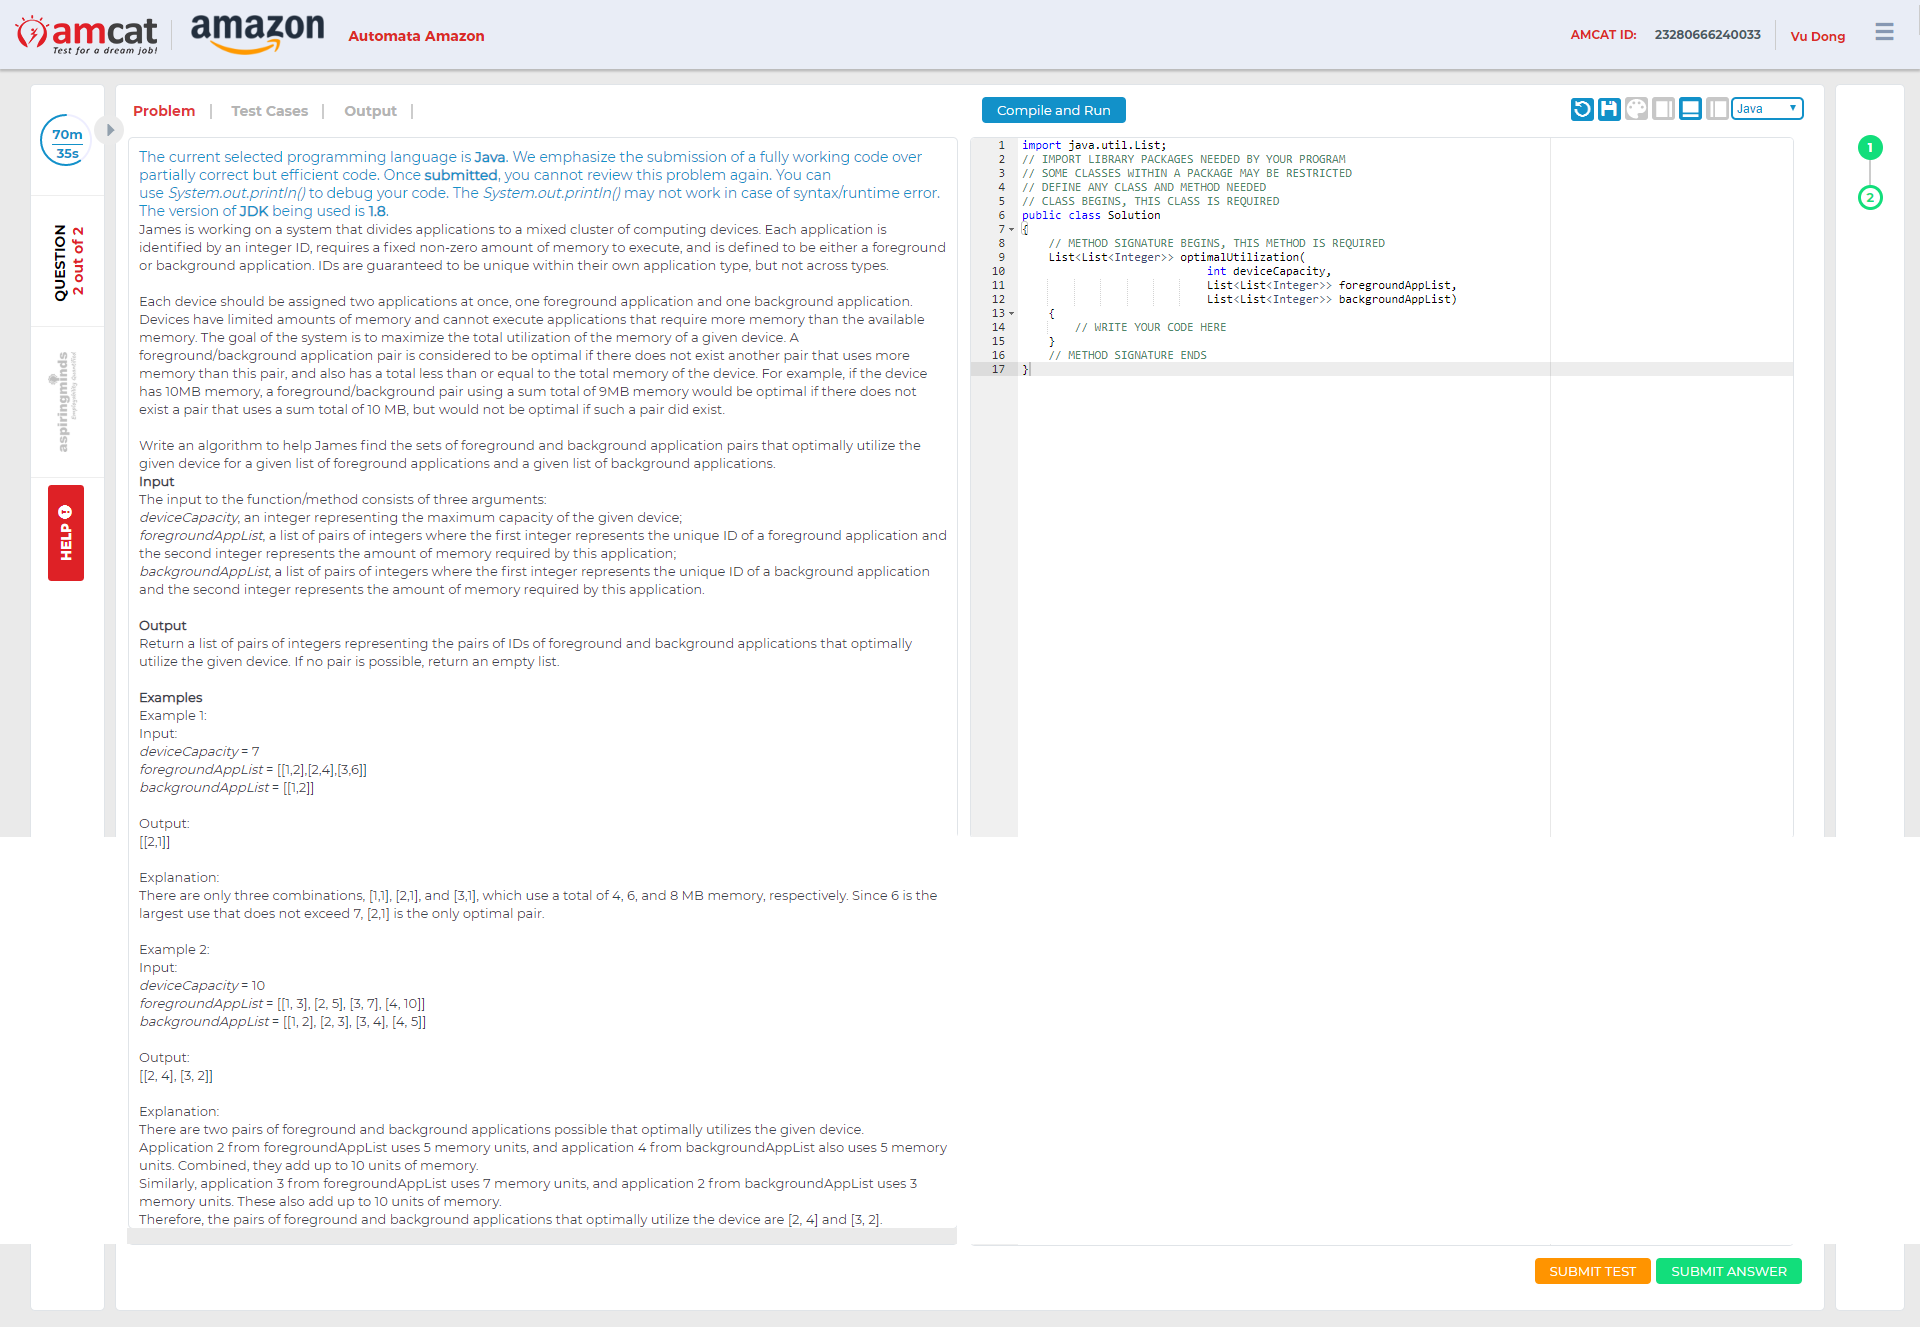 amcat
Test for a dream job!
amazon
Automata Amazon
AMCAT ID: 23280666240033
Vu Dong
70m
35s
QUESTION
2 out of 2
aspiringminds
Employability Quantified
HELP
Problem | Test Cases | Output |
The current selected programming language is Java. We emphasize the submission of a fully working code over
partially correct but efficient code. Once submitted, you cannot review this problem again. You can
use System.out.println() to debug your code. The System.out.println() may not work in case of syntax/runtime error.
The version of JDK being used is 1.8.
James is working on a system that divides applications to a mixed cluster of computing devices. Each application is
identified by an integer ID, requires a fixed non-zero amount of memory to execute, and is defined to be either a foreground
or background application. IDs are guaranteed to be unique within their own application type, but not across types.
Each device should be assigned two applications at once, one foreground application and one background application.
Devices have limited amounts of memory and cannot execute applications that require more memory than the available
memory. The goal of the system is to maximize the total utilization of the memory of a given device. A
foreground/background application pair is considered to be optimal if there does not exist another pair that uses more
memory than this pair, and also has a total less than or equal to the total memory of the device. For example, if the device
has 10MB memory, a foreground/background pair using a sum total of 9MB memory would be optimal if there does not
exist a pair that uses a sum total of 10 MB, but would not be optimal if such a pair did exist.
Write an algorithm to help James find the sets of foreground and background application pairs that optimally utilize the
given device for a given list of foreground applications and a given list of background applications.
Input
The input to the function/method consists of three arguments:
deviceCapacity, an integer representing the maximum capacity of the given device;
foregroundAppList, a list of pairs of integers where the first integer represents the unique ID of a foreground application and
the second integer represents the amount of memory required by this application;
backgroundAppList, a list of pairs of integers where the first integer represents the unique ID of a background application
and the second integer represents the amount of memory required by this application.
Output
Return a list of pairs of integers representing the pairs of IDs of foreground and background applications that optimally
utilize the given device. If no pair is possible, return an empty list.
Examples
Example 1:
Input:
deviceCapacity = 7
foregroundAppList = [[1,2],[2,4],[3,6]]
backgroundAppList = [[1,2]]
Output:
[[2,1]]
Explanation:
There are only three combinations, [1,1], [2,1], and [3,1], which use a total of 4, 6, and 8 MB memory, respectively. Since 6 is the
largest use that does not exceed 7, [2,1] is the only optimal pair.
Example 2:
Input:
deviceCapacity = 10
foregroundAppList = [[1, 3], [2, 5], [3, 7], [4, 10]]
backgroundAppList = [[1, 2], [2, 3], [3, 4], [4, 5]]
Output:
[[2, 4], [3, 2]]
Explanation:
There are two pairs of foreground and background applications possible that optimally utilizes the given device.
Application 2 from foregroundAppList uses 5 memory units, and application 4 from backgroundAppList also uses 5 memory
units. Combined, they add up to 10 units of memory.
Similarly, application 3 from foregroundAppList uses 7 memory units, and application 2 from backgroundAppList uses 3
memory units. These also add up to 10 units of memory.
Therefore, the pairs of foreground and background applications that optimally utilize the device are [2, 4] and [3, 2].
Compile and Run
Java
1 import java.util.List;
2 // IMPORT LIBRARY PACKAGES NEEDED BY YOUR PROGRAM
3 // SOME CLASSES WITHIN A PACKAGE MAY BE RESTRICTED
4 // DEFINE ANY CLASS AND METHOD NEEDED
5 // CLASS BEGINS, THIS CLASS IS REQUIRED
6 public class Solution
7 {
8 // METHOD SIGNATURE BEGINS, THIS METHOD IS REQUIRED
9 List<List<Integer>> optimalUtilization(
10 int deviceCapacity,
11 List<List<Integer>> foregroundAppList,
12 List<List<Integer>> backgroundAppList)
13 {
14 // WRITE YOUR CODE HERE
15 }
16 // METHOD SIGNATURE ENDS
17 }
1
2
SUBMIT TEST
SUBMIT ANSWER